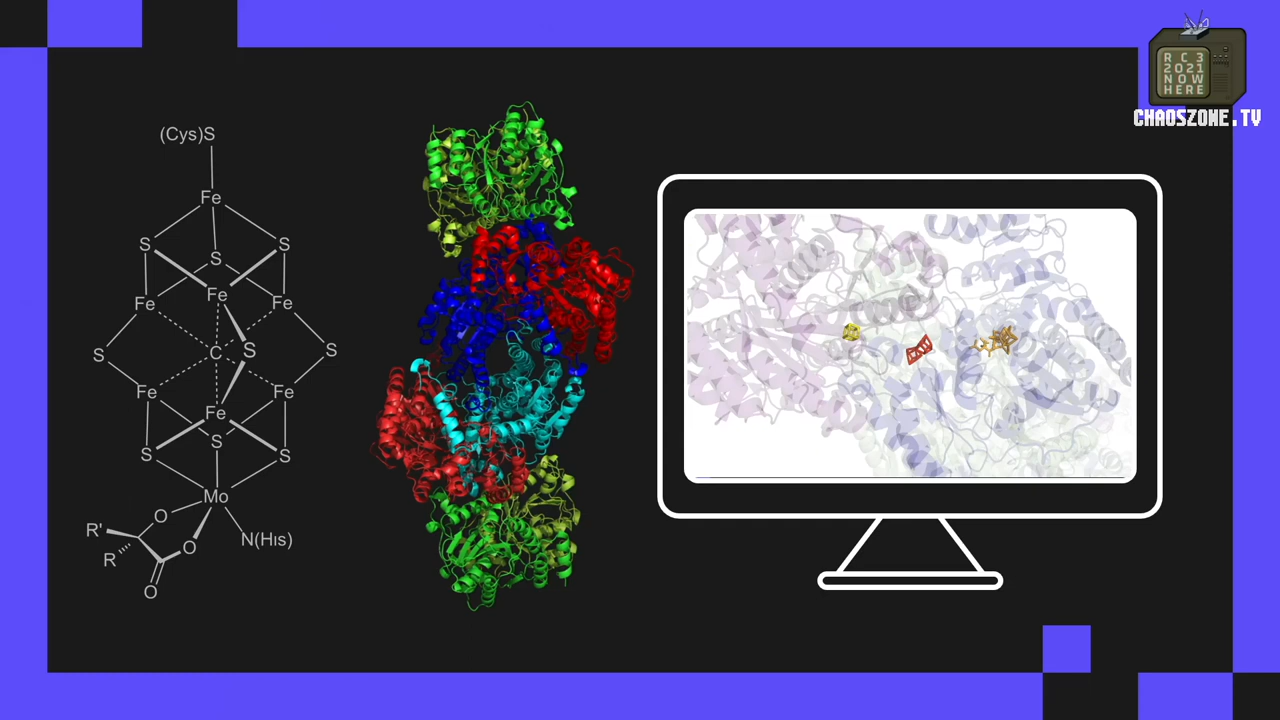 RC3
2021
NOW
HERE
CHAOSZONE.TV
(Cys)S
Fe
S S
S
Fe Fe Fe
S C S S
Fe Fe
Fe
S
S S
Mo
O
R' N(His)
O
R
O